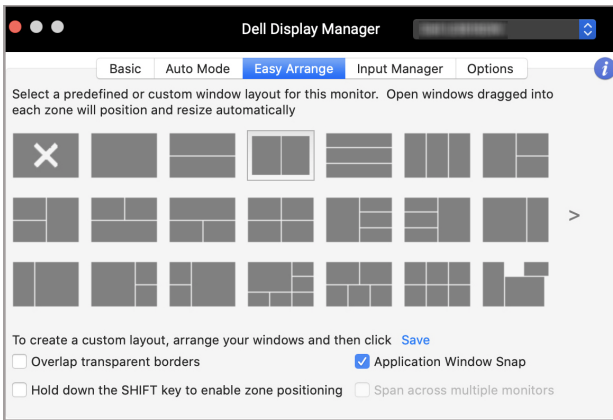 Dell Display Manager
Basic Auto Mode Easy Arrange Input Manager Options
Select a predefined or custom window layout for this monitor. Open windows dragged into
each zone will position and resize automatically
>
To create a custom layout, arrange your windows and then click Save
Overlap transparent borders Application Window Snap
Hold down the SHIFT key to enable zone positioning Span across multiple monitors